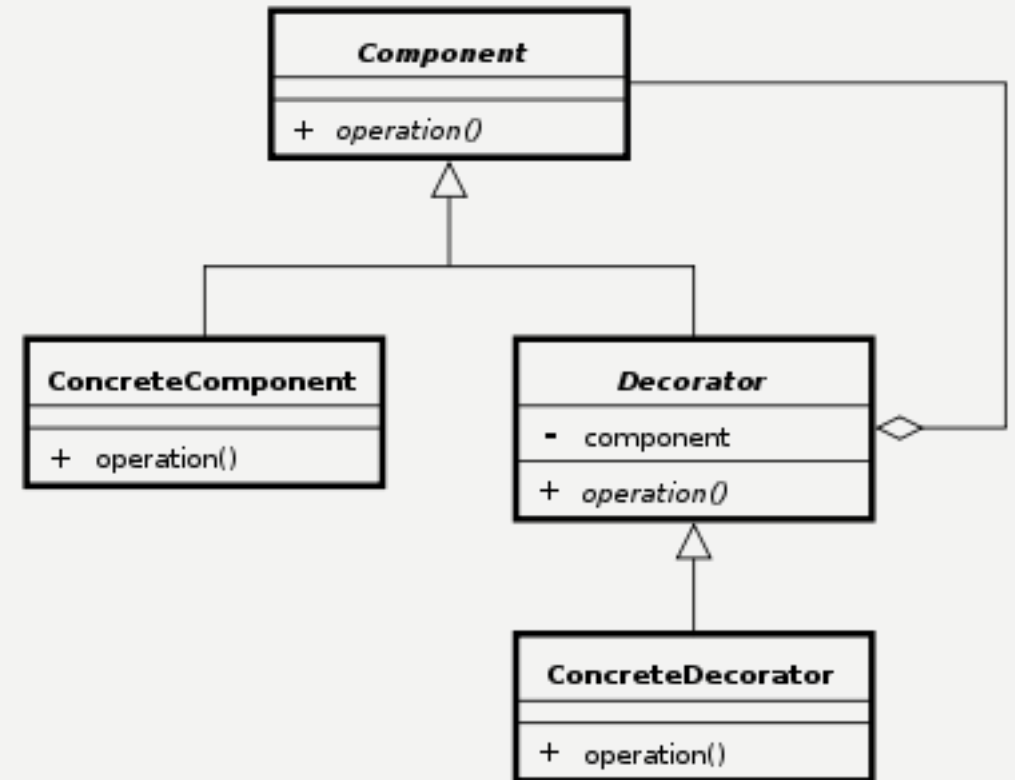 Component
+ operation()
ConcreteComponent
+ operation()
Decorator
- component
+ operation()
ConcreteDecorator
+ operation()